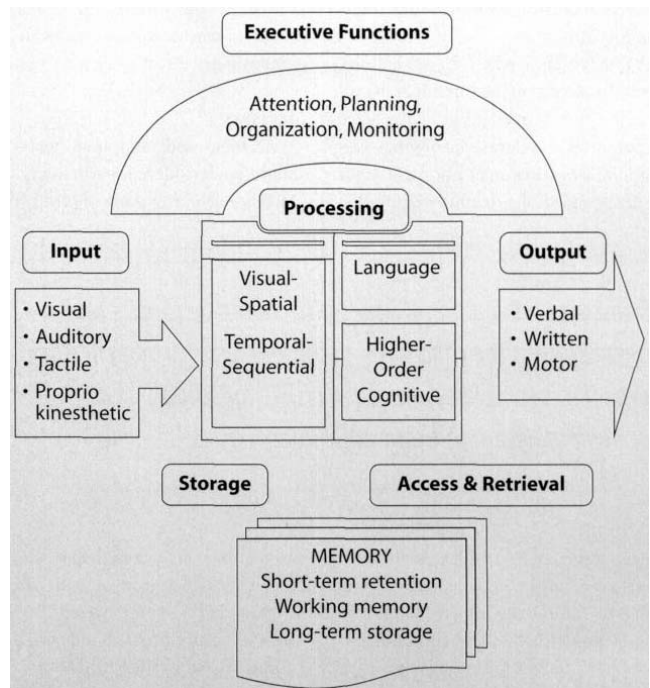 Executive Functions
Attention, Planning,
Organization, Monitoring
Processing
Input
• Visual
• Auditory
• Tactile
• Proprio
kinesthetic
Visual-
Spatial
Temporal-
Sequential
Language
Higher-
Order
Cognitive
Output
• Verbal
• Written
• Motor
Storage
Access & Retrieval
MEMORY
Short-term retention
Working memory
Long-term storage